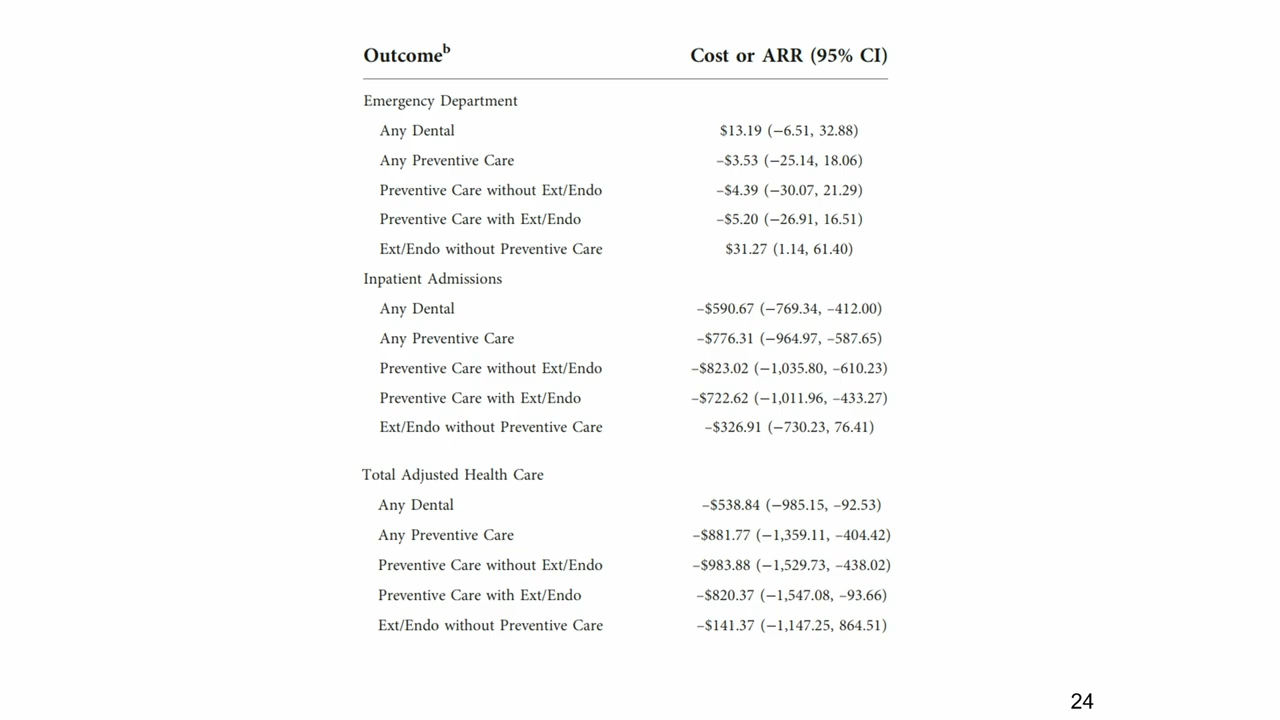 Outcomeᵇ Cost or ARR (95% CI)
Emergency Department
Any Dental $13.19 (−6.51, 32.88)
Any Preventive Care –$3.53 (−25.14, 18.06)
Preventive Care without Ext/Endo –$4.39 (−30.07, 21.29)
Preventive Care with Ext/Endo –$5.20 (−26.91, 16.51)
Ext/Endo without Preventive Care $31.27 (1.14, 61.40)
Inpatient Admissions
Any Dental –$590.67 (−769.34, –412.00)
Any Preventive Care –$776.31 (−964.97, –587.65)
Preventive Care without Ext/Endo –$823.02 (−1,035.80, –610.23)
Preventive Care with Ext/Endo –$722.62 (−1,011.96, –433.27)
Ext/Endo without Preventive Care –$326.91 (−730.23, 76.41)
Total Adjusted Health Care
Any Dental –$538.84 (−985.15, –92.53)
Any Preventive Care –$881.77 (−1,359.11, –404.42)
Preventive Care without Ext/Endo –$983.88 (−1,529.73, –438.02)
Preventive Care with Ext/Endo –$820.37 (−1,547.08, –93.66)
Ext/Endo without Preventive Care –$141.37 (−1,147.25, 864.51)
24